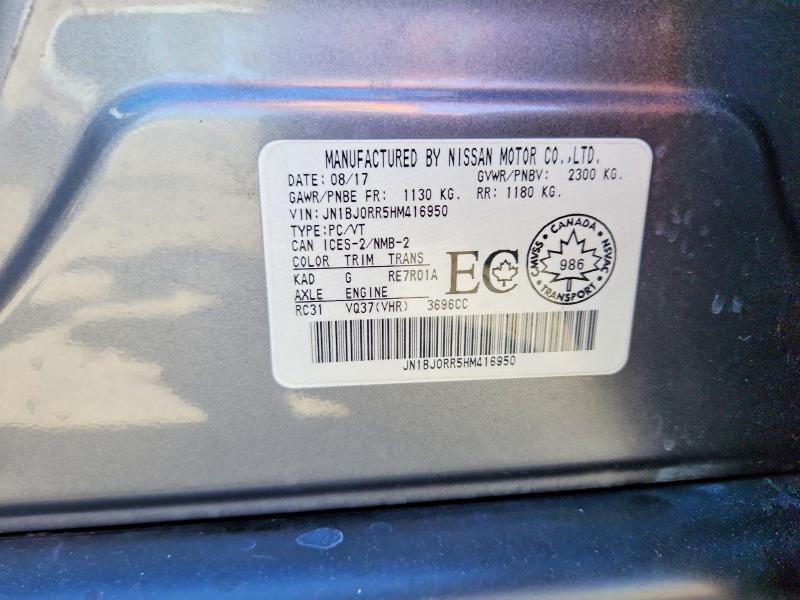 MANUFACTURED BY NISSAN MOTOR CO.,LTD.
DATE: 08/17 GVWR/PNBV: 2300 KG.
GAWR/PNBE FR: 1130 KG. RR: 1180 KG.
VIN: JN1BJ0RR5HM416950
TYPE: PC/VT
CAN ICES-2/NMB-2
COLOR TRIM TRANS
KAD G RE7R01A
AXLE ENGINE
RC31 VQ37(VHR) 3696CC
EC
CANADA
CMVSS 986 NSVAC
TRANSPORT
JN1BJ0RR5HM416950